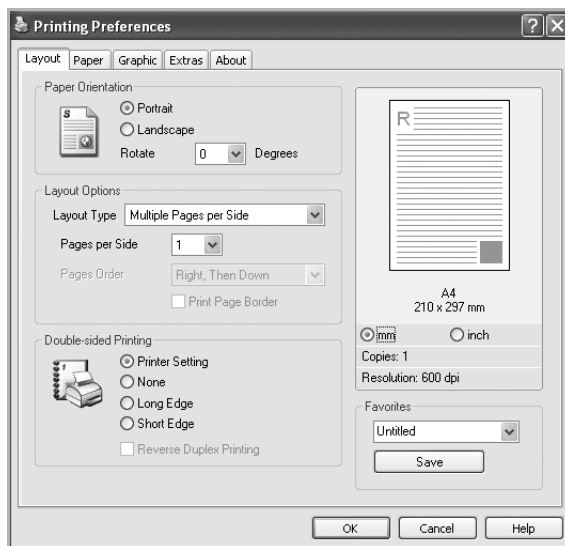 Printing Preferences
Layout Paper Graphic Extras About
Paper Orientation
S
Portrait
Landscape
Rotate 0 Degrees
Layout Options
Layout Type Multiple Pages per Side
Pages per Side 1
Pages Order Right, Then Down
Print Page Border
Double-sided Printing
Printer Setting
None
Long Edge
Short Edge
Reverse Duplex Printing
R
A4
210 x 297 mm
mm inch
Copies: 1
Resolution: 600 dpi
Favorites
Untitled
Save
OK Cancel Help